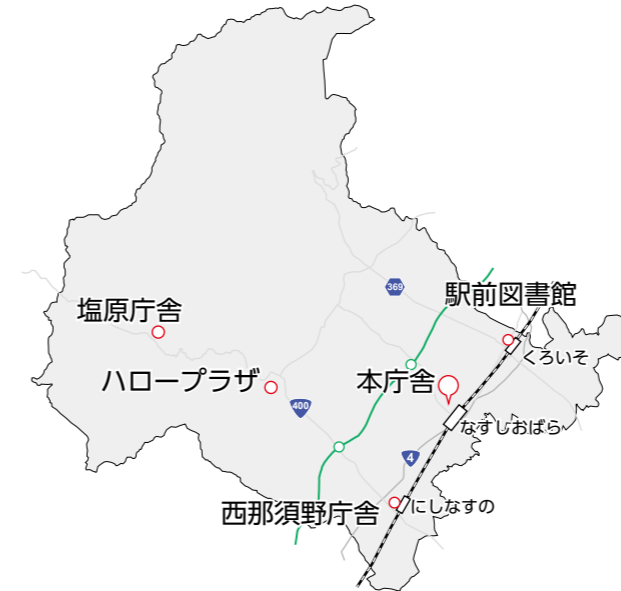 369
駅前図書館
塩原庁舎
くろいそ
ハロープラザ
本庁舎
400
なすしおばら
4
西那須野庁舎
にしなすの